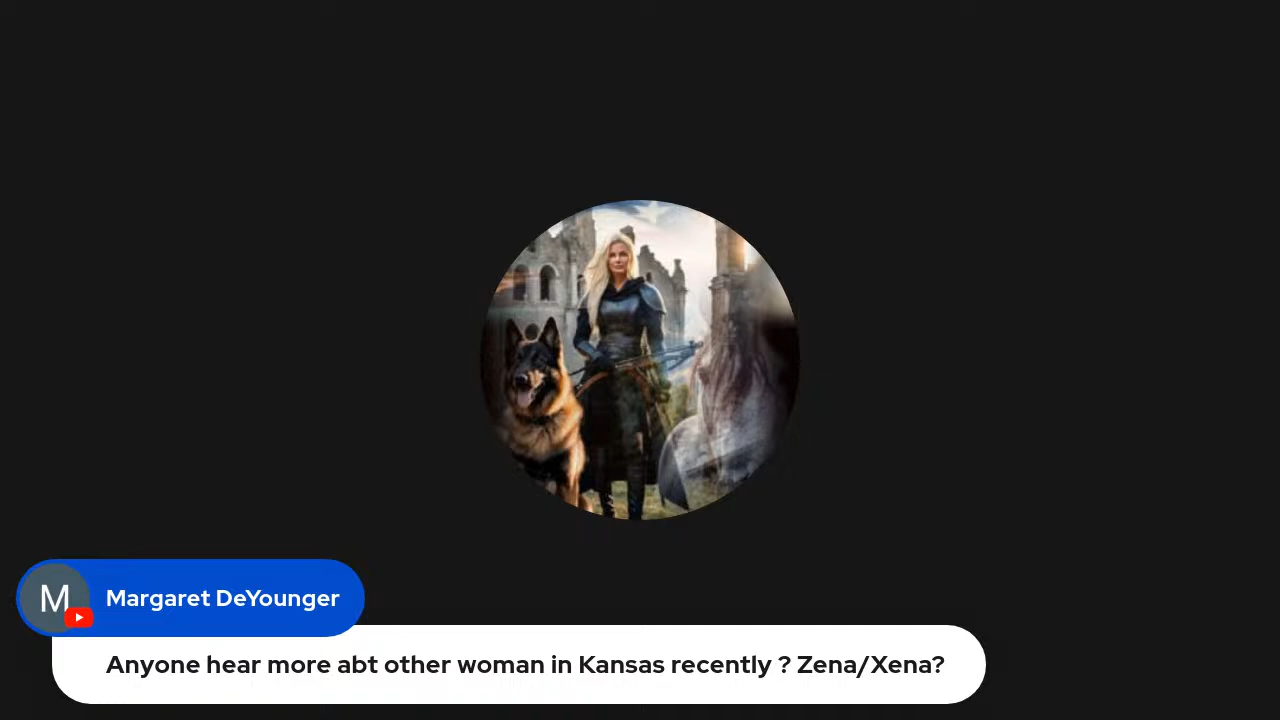 M
Margaret DeYounger
Anyone hear more abt other woman in Kansas recently ? Zena/Xena?